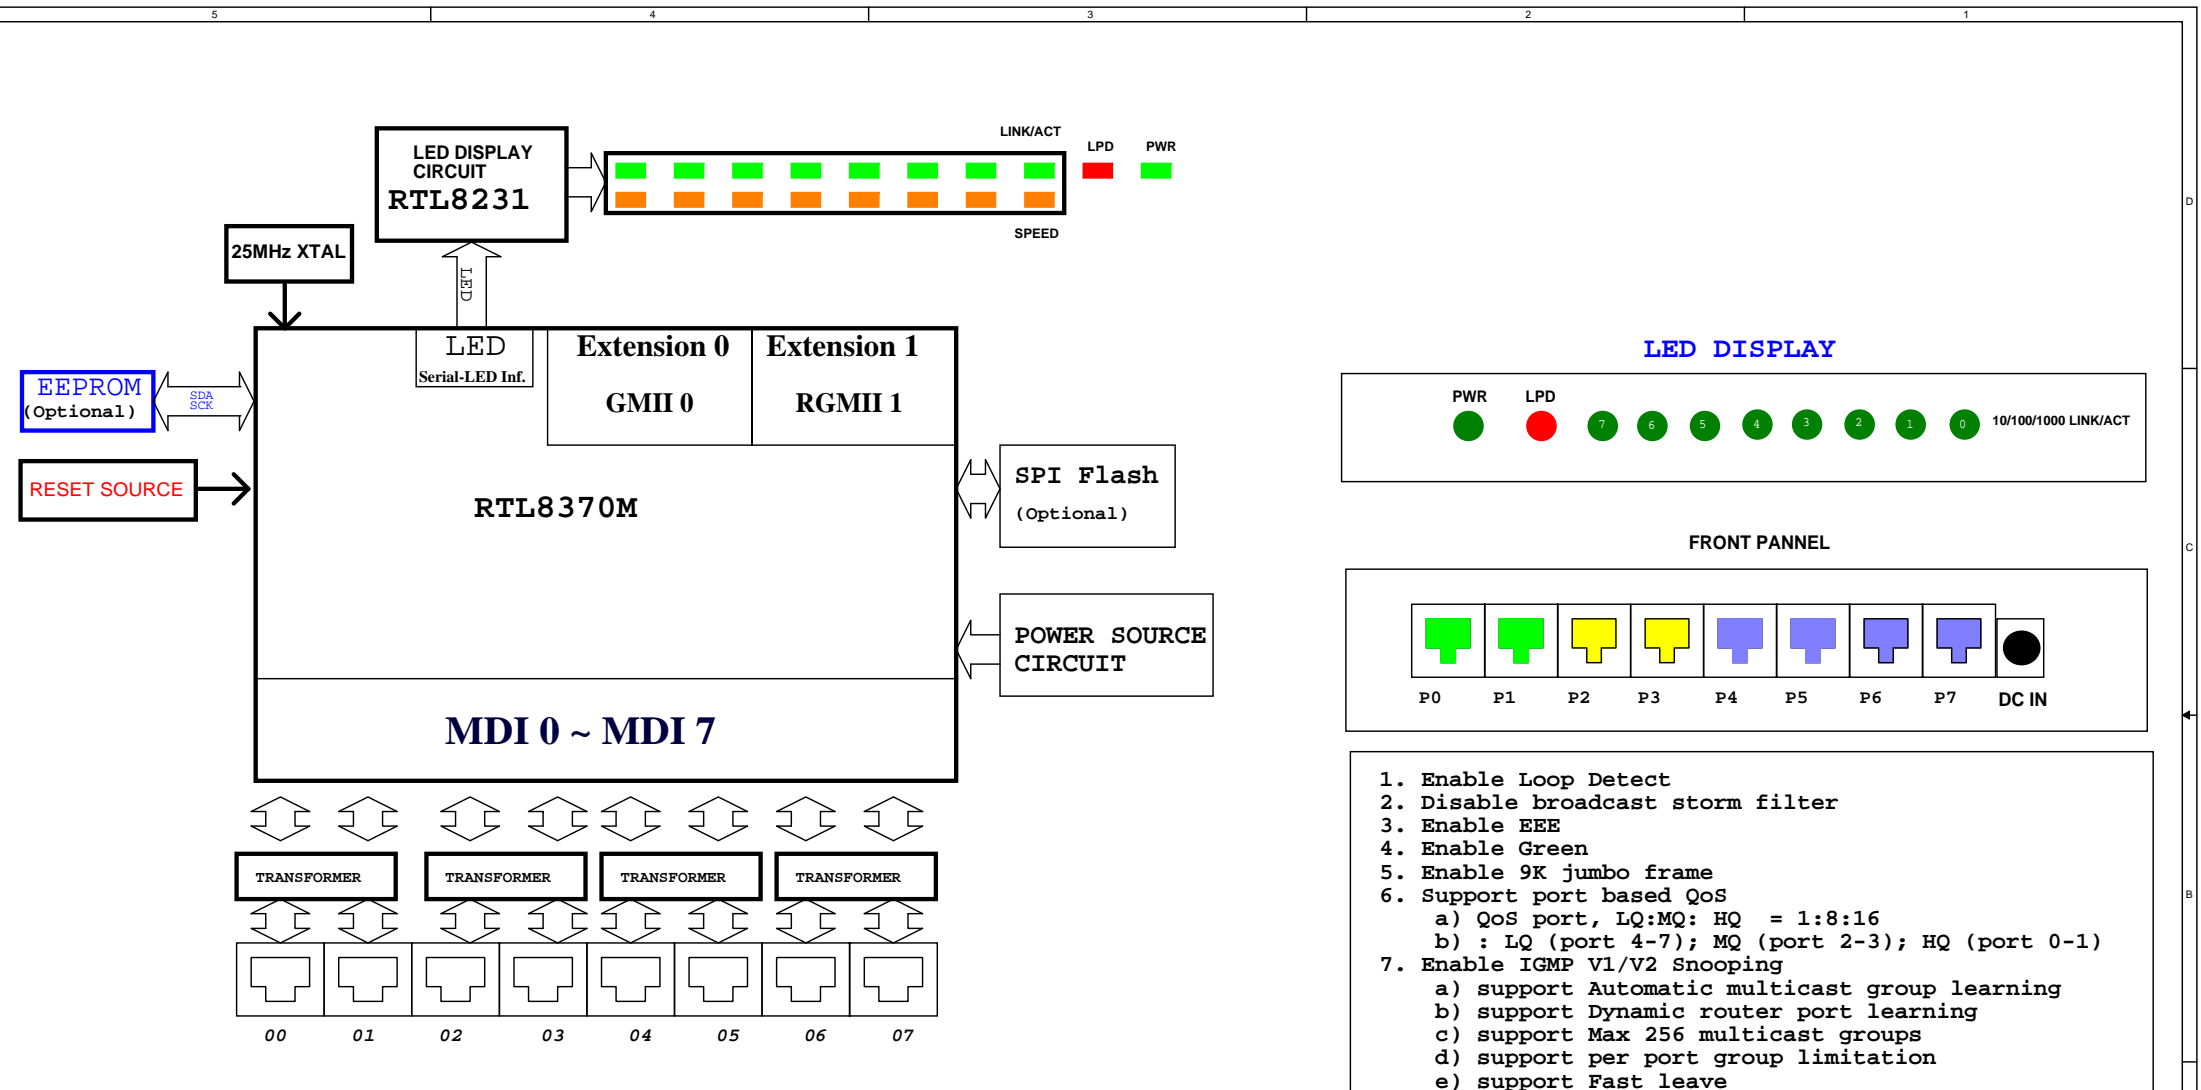 5 4 3 2 1
LED DISPLAY
CIRCUIT
RTL8231
LINK/ACT
LPD PWR
SPEED
D
25MHz XTAL
LED
LED
Serial-LED Inf.
Extension 0
GMII 0
Extension 1
RGMII 1
EEPROM
(Optional)
SDA
SCK
RESET SOURCE
RTL8370M
SPI Flash
(Optional)
POWER SOURCE
CIRCUIT
MDI 0 ~ MDI 7
TRANSFORMER TRANSFORMER TRANSFORMER TRANSFORMER
00 01 02 03 04 05 06 07
LED DISPLAY
PWR LPD
7 6 5 4 3 2 1 0 10/100/1000 LINK/ACT
FRONT PANNEL
C
P0 P1 P2 P3 P4 P5 P6 P7 DC IN
1. Enable Loop Detect
2. Disable broadcast storm filter
3. Enable EEE
4. Enable Green
5. Enable 9K jumbo frame
6. Support port based QoS
a) QoS port, LQ:MQ: HQ = 1:8:16
b) : LQ (port 4-7); MQ (port 2-3); HQ (port 0-1)
7. Enable IGMP V1/V2 Snooping
a) support Automatic multicast group learning
b) support Dynamic router port learning
c) support Max 256 multicast groups
d) support per port group limitation
e) support Fast leave
B